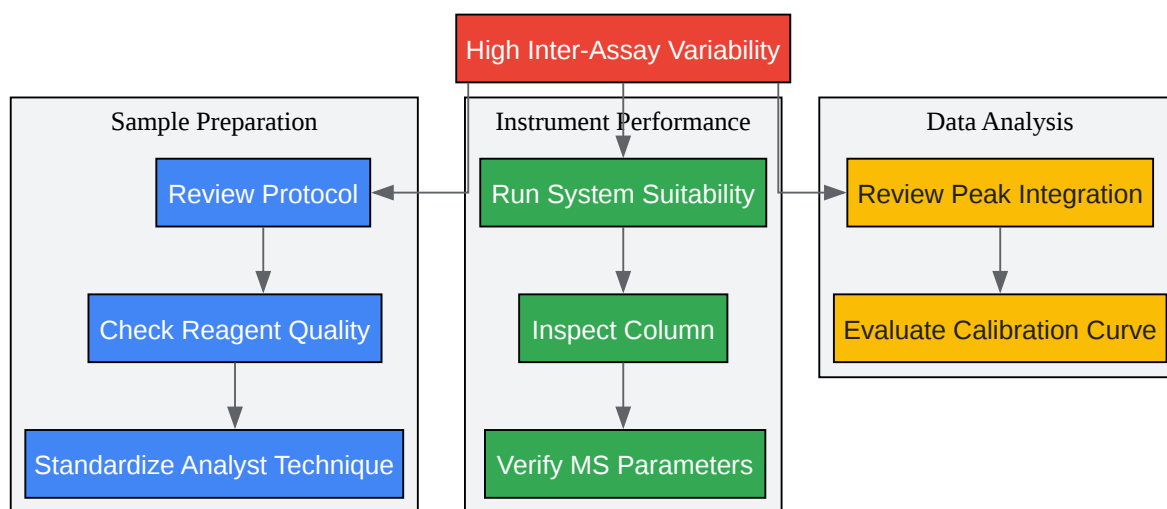 High Inter-Assay Variability
Sample Preparation
Instrument Performance
Data Analysis
Review Protocol
Run System Suitability
Review Peak Integration
Check Reagent Quality
Inspect Column
Evaluate Calibration Curve
Standardize Analyst Technique
Verify MS Parameters